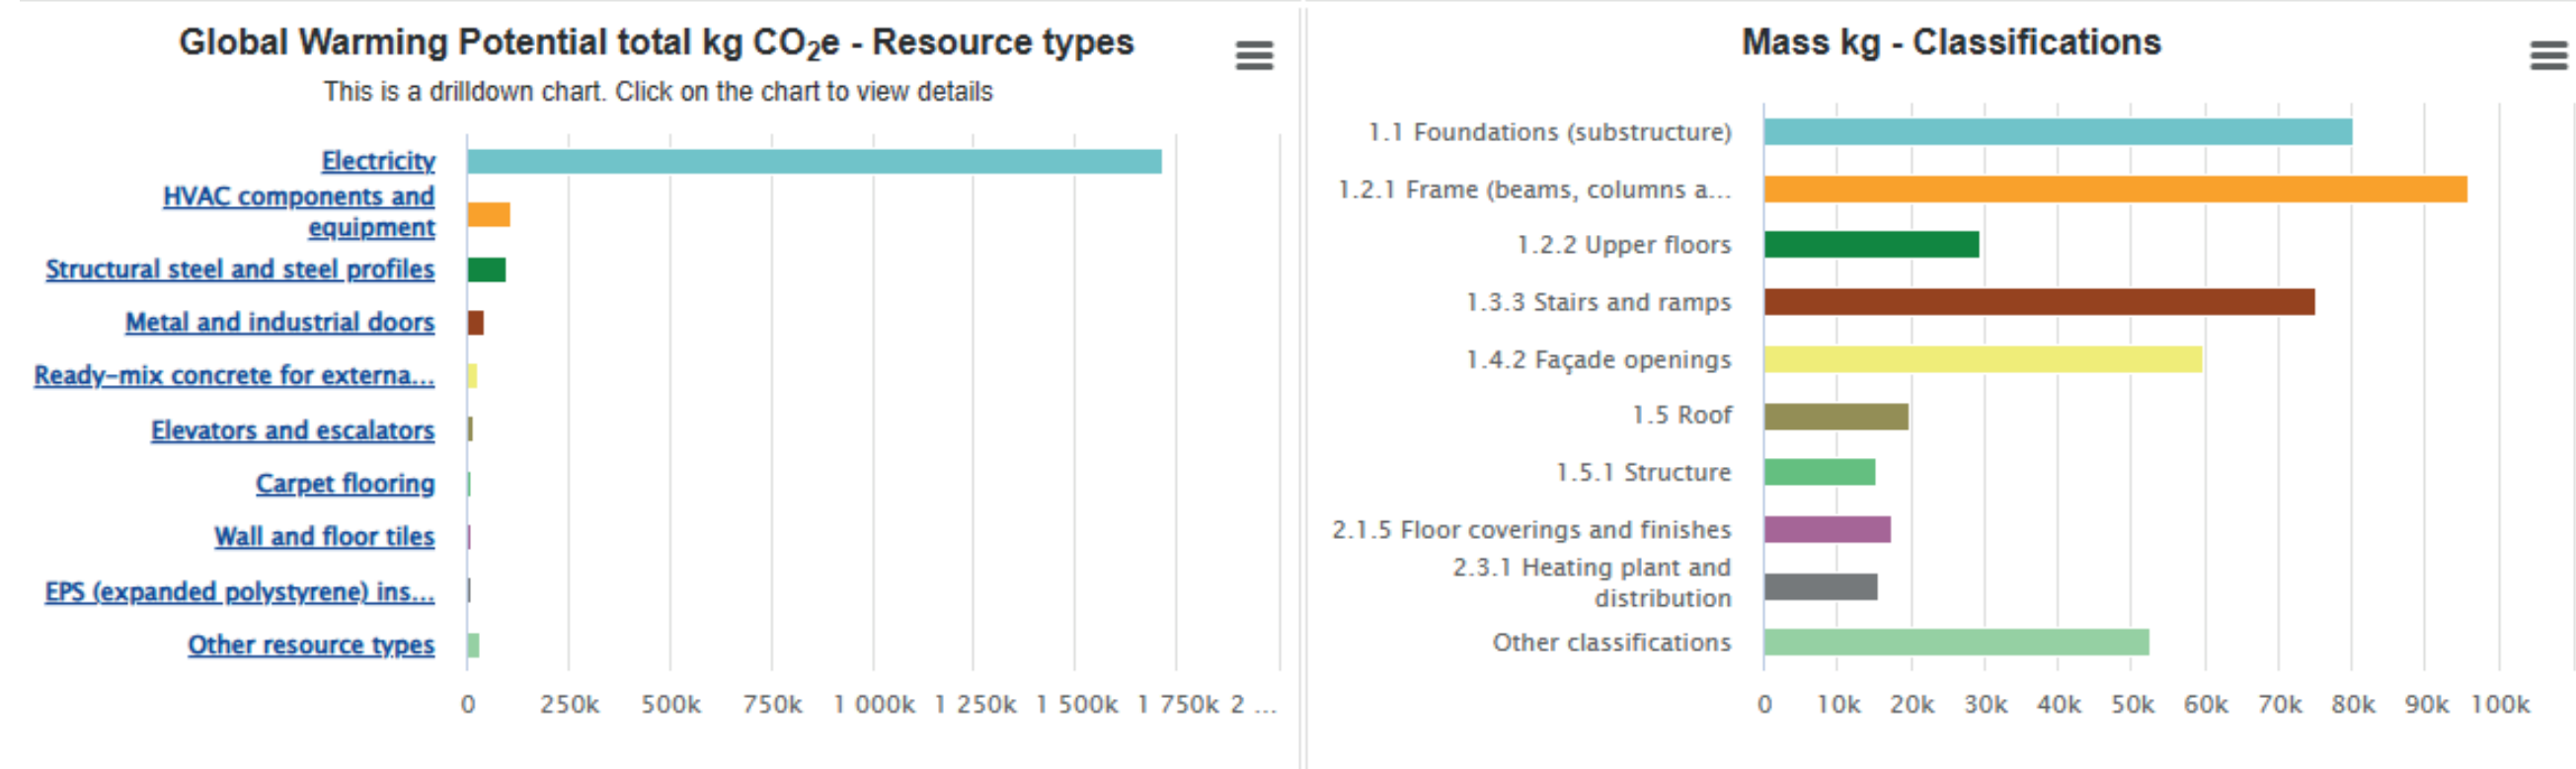 Global Warming Potential total kg CO₂e - Resource types
This is a drilldown chart. Click on the chart to view details
Electricity
HVAC components and
equipment
Structural steel and steel profiles
Metal and industrial doors
Ready-mix concrete for externa...
Elevators and escalators
Carpet flooring
Wall and floor tiles
EPS (expanded polystyrene) ins...
Other resource types
0 250k 500k 750k 1 000k 1 250k 1 500k 1 750k 2 ...
Mass kg - Classifications
1.1 Foundations (substructure)
1.2.1 Frame (beams, columns a...
1.2.2 Upper floors
1.3.3 Stairs and ramps
1.4.2 Façade openings
1.5 Roof
1.5.1 Structure
2.1.5 Floor coverings and finishes
2.3.1 Heating plant and
distribution
Other classifications
0 10k 20k 30k 40k 50k 60k 70k 80k 90k 100k